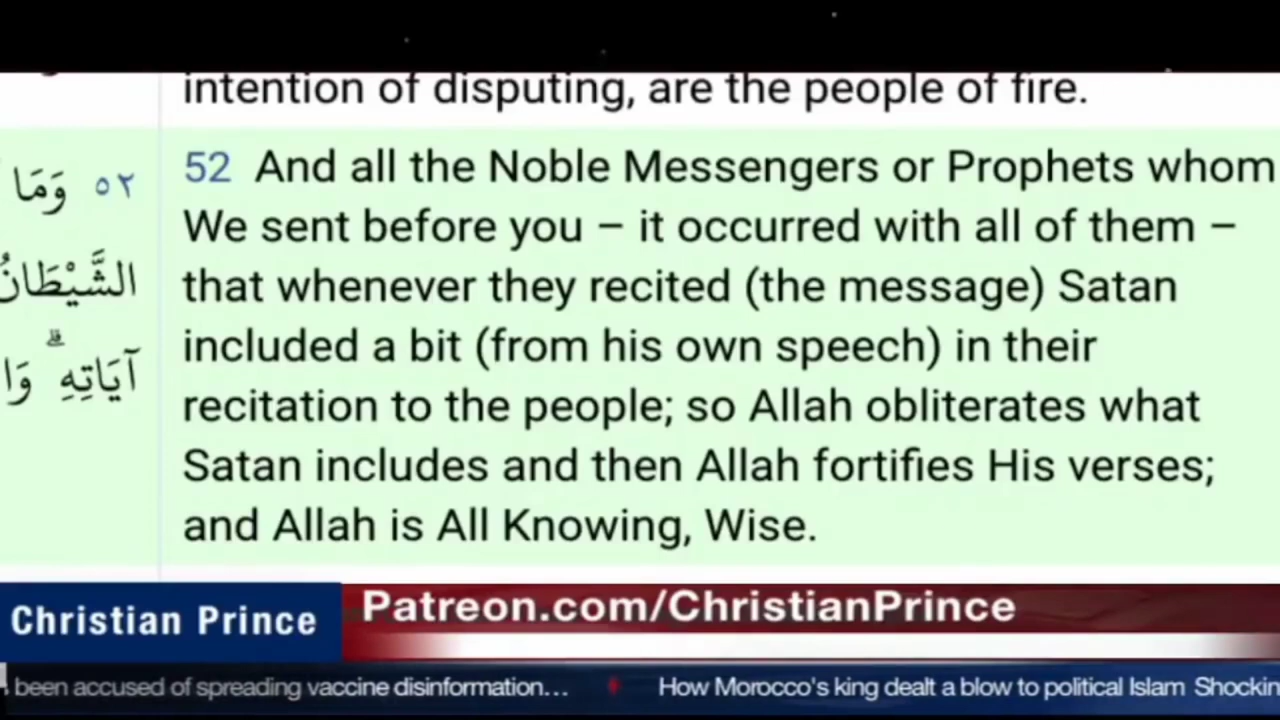 intention of disputing, are the people of fire.
52 And all the Noble Messengers or Prophets whom
٥٢ وَمَا
We sent before you – it occurred with all of them –
that whenever they recited (the message) Satan
الشَّيْطَانُ
included a bit (from his own speech) in their
recitation to the people; so Allah obliterates what
آيَاتِهِ ۗ وَا
Satan includes and then Allah fortifies His verses;
and Allah is All Knowing, Wise.
Christian Prince
Patreon.com/ChristianPrince
been accused of spreading vaccine disinformation... How Morocco's king dealt a blow to political Islam Shockin